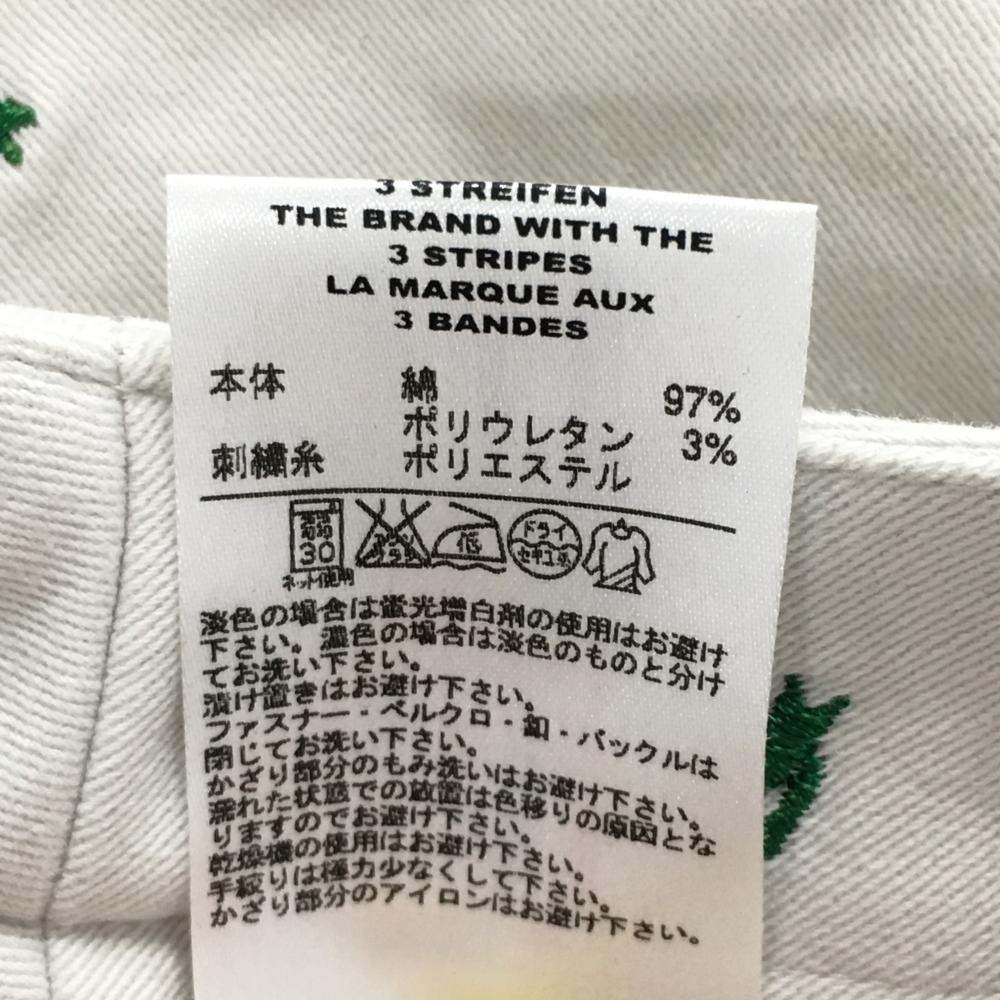 3 STREIFEN
THE BRAND WITH THE
3 STRIPES
LA MARQUE AUX
3 BANDES
本体 綿 97%
ポリウレタン 3%
刺繍糸 ポリエステル
30 低 ドライ セキユ系
ネット使用
淡色の場合は蛍光増白剤の使用はお避け
下さい。濃色の場合は淡色のものと分け
てお洗い下さい。
漬け置きはお避け下さい。
ファスナー・ベルクロ・釦・バックルは
閉じてお洗い下さい。
かざり部分のもみ洗いはお避け下さい。
濡れた状態での放置は色移りの原因とな
りますのでお避け下さい。
乾燥機の使用はお避け下さい。
手絞りは極力少なくして下さい。
かざり部分のアイロンはお避け下さい。